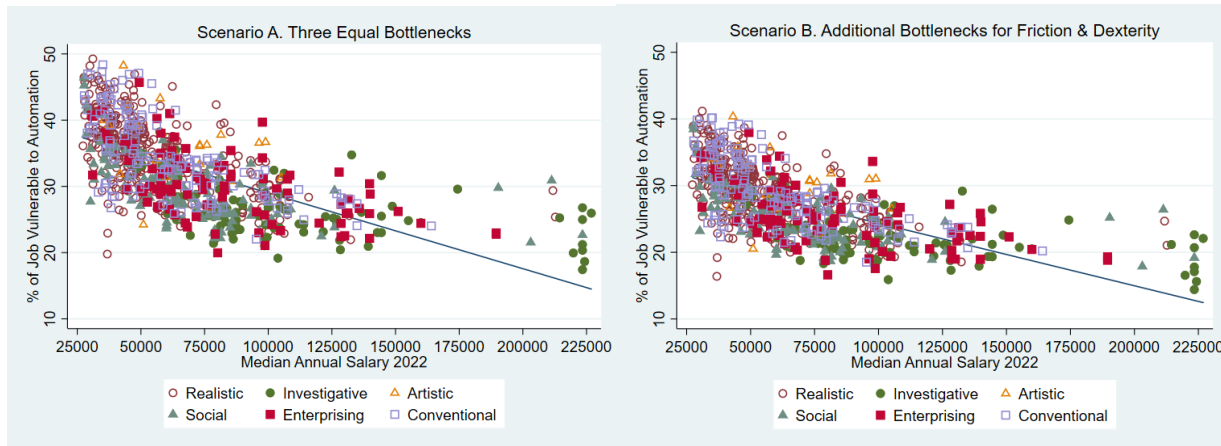 Scenario A. Three Equal Bottlenecks
% of Job Vulnerable to Automation
50
40
30
20
10
25000 50000 75000 100000 125000 150000 175000 200000 225000
Median Annual Salary 2022
Realistic Investigative Artistic
Social Enterprising Conventional
Scenario B. Additional Bottlenecks for Friction & Dexterity
% of Job Vulnerable to Automation
50
40
30
20
10
25000 50000 75000 100000 125000 150000 175000 200000 225000
Median Annual Salary 2022
Realistic Investigative Artistic
Social Enterprising Conventional